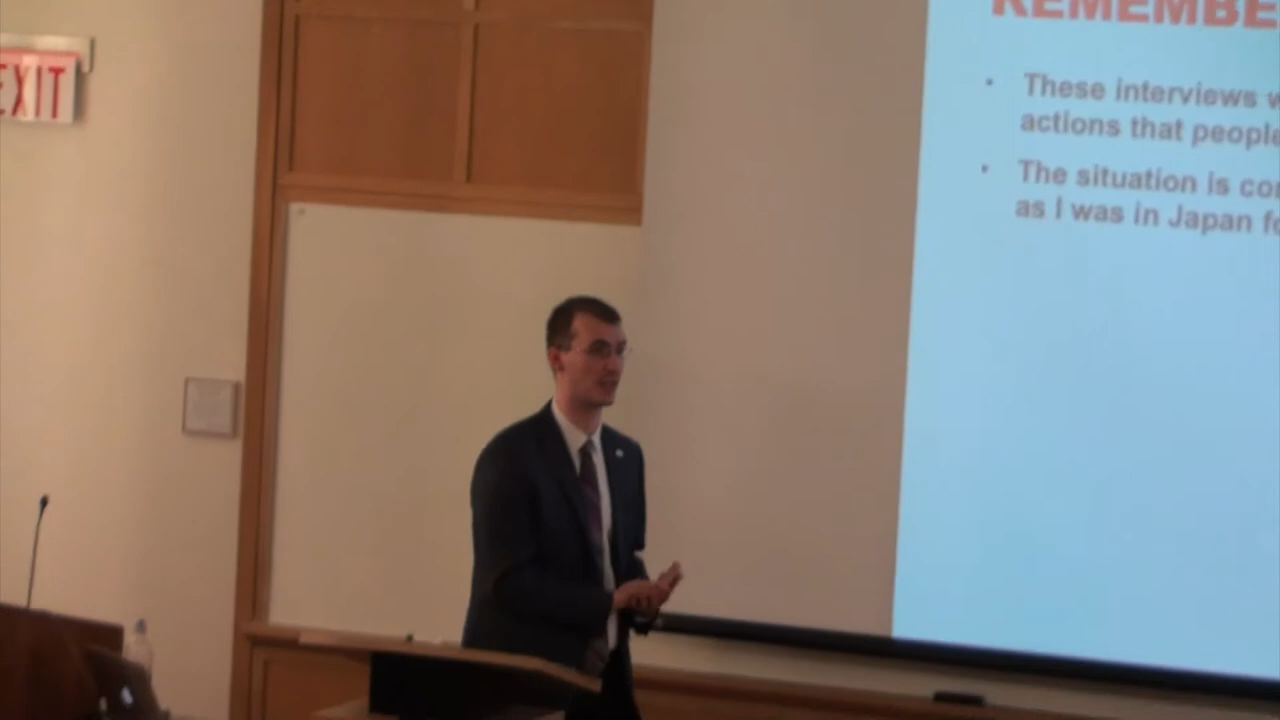 EXIT
REMEMBE
• These interviews w
actions that people
• The situation is co
as I was in Japan fo